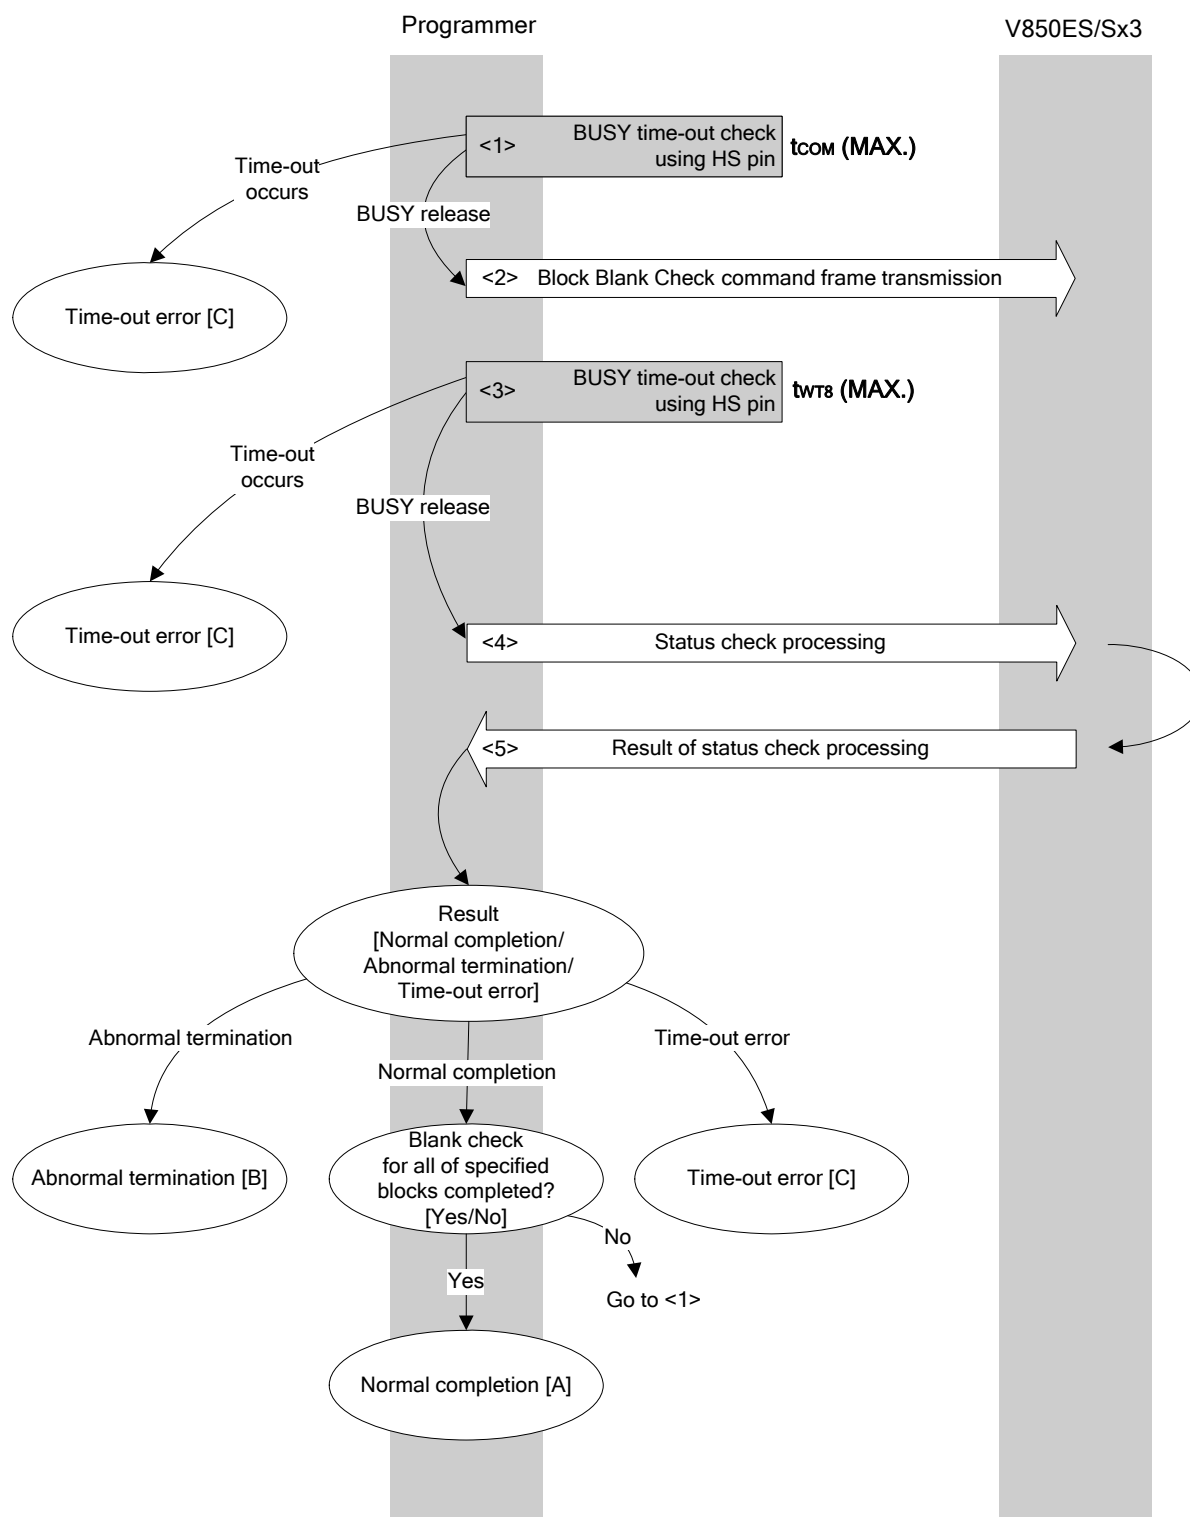 Programmer
V850ES/Sx3
<1>
BUSY time-out check
using HS pin
tCOM (MAX.)
Time-out
occurs
BUSY release
<2> Block Blank Check command frame transmission
Time-out error [C]
<3>
BUSY time-out check
using HS pin
tWT8 (MAX.)
Time-out
occurs
BUSY release
Time-out error [C]
<4> Status check processing
<5> Result of status check processing
Result
[Normal completion/
Abnormal termination/
Time-out error]
Abnormal termination
Time-out error
Normal completion
Abnormal termination [B]
Blank check
for all of specified
blocks completed?
[Yes/No]
Time-out error [C]
No
Yes
Go to <1>
Normal completion [A]